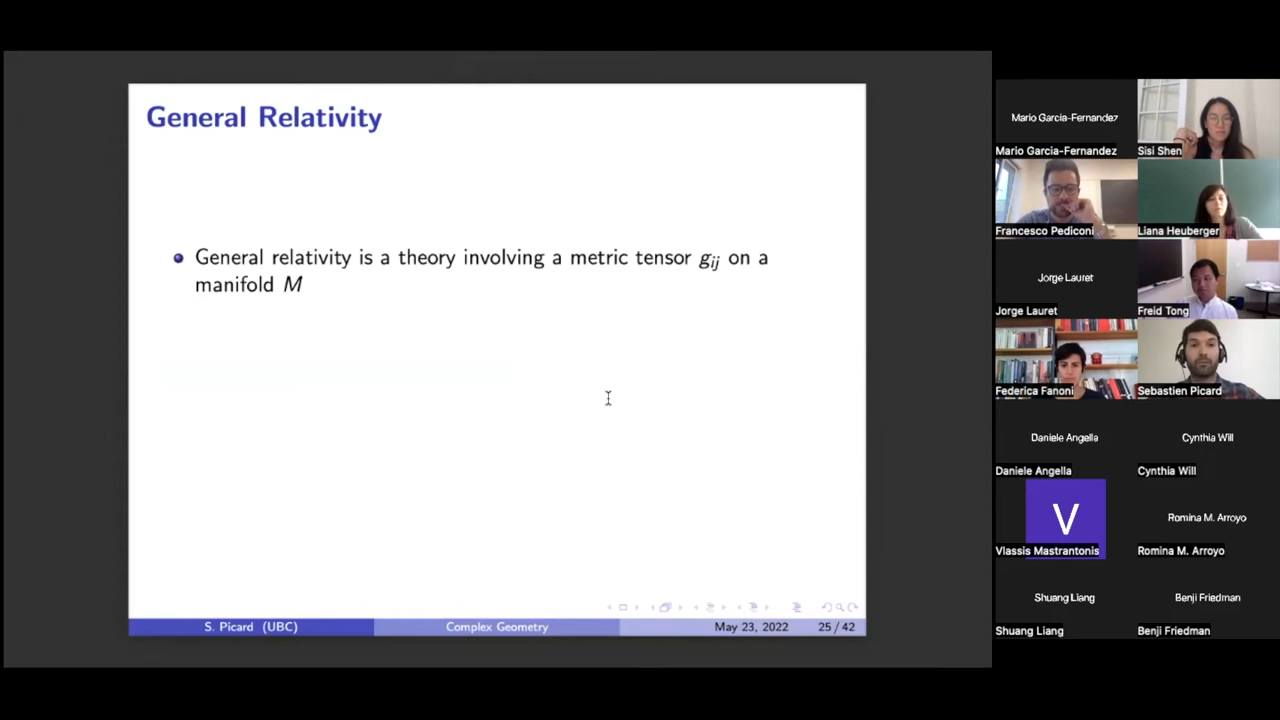 General Relativity
General relativity is a theory involving a metric tensor g_ij on a
manifold M
S. Picard (UBC) Complex Geometry May 23, 2022 25 / 42
Mario Garcia-Fernandez
Mario Garcia-Fernandez
Sisi Shen
Francesco Pediconi
Liana Heuberger
Jorge Lauret
Jorge Lauret
Freid Tong
Federica Fanoni
Sebastien Picard
Daniele Angella
Cynthia Will
Daniele Angella
Cynthia Will
V
Romina M. Arroyo
Vlassis Mastrantonis
Romina M. Arroyo
Shuang Liang
Benji Friedman
Shuang Liang
Benji Friedman